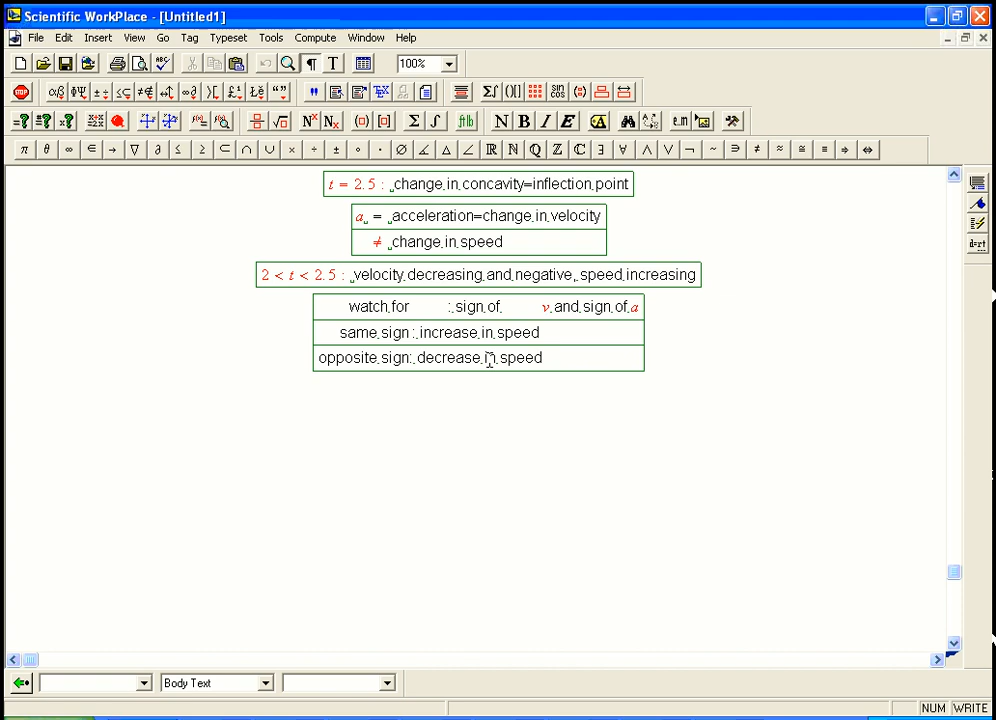 Scientific WorkPlace - [Untitled1]
File Edit Insert View Go Tag Typeset Tools Compute Window Help
100%
t = 2.5 : change in concavity=inflection point
a = acceleration=change in velocity
≠ change in speed
2 < t < 2.5 : velocity decreasing and negative, speed increasing
watch for : sign of v and sign of a
same sign : increase in speed
opposite sign: decrease in speed
Body Text
NUM WRITE